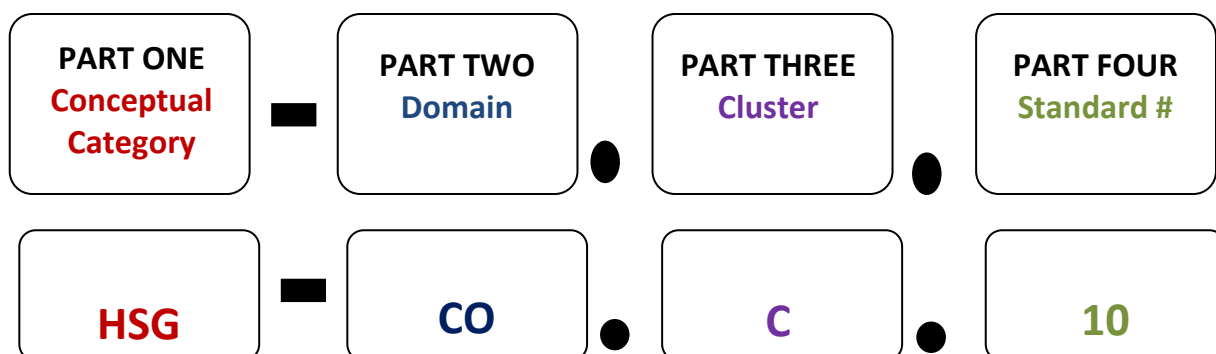 PART ONE
Conceptual
Category
PART TWO
Domain
PART THREE
Cluster
PART FOUR
Standard #
HSG
CO
C
10